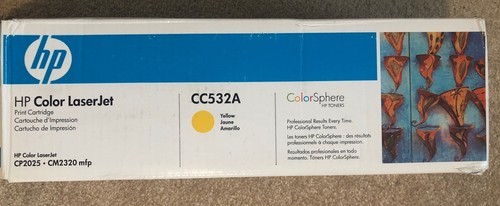 hp
HP Color LaserJet
Print Cartridge
Cartouche d'Impression
Cartucho de Impresión
HP Color LaserJet
CP2025 • CM2320 mfp
CC532A
Yellow
Jaune
Amarillo
ColorSphere
HP TONERS
Professional Results Every Time.
HP ColorSphere Toners.
Les toners HP ColorSphere : des résultats
professionnels à chaque impression.
Resultados profesionales en todo
momento. Tóners HP ColorSphere.